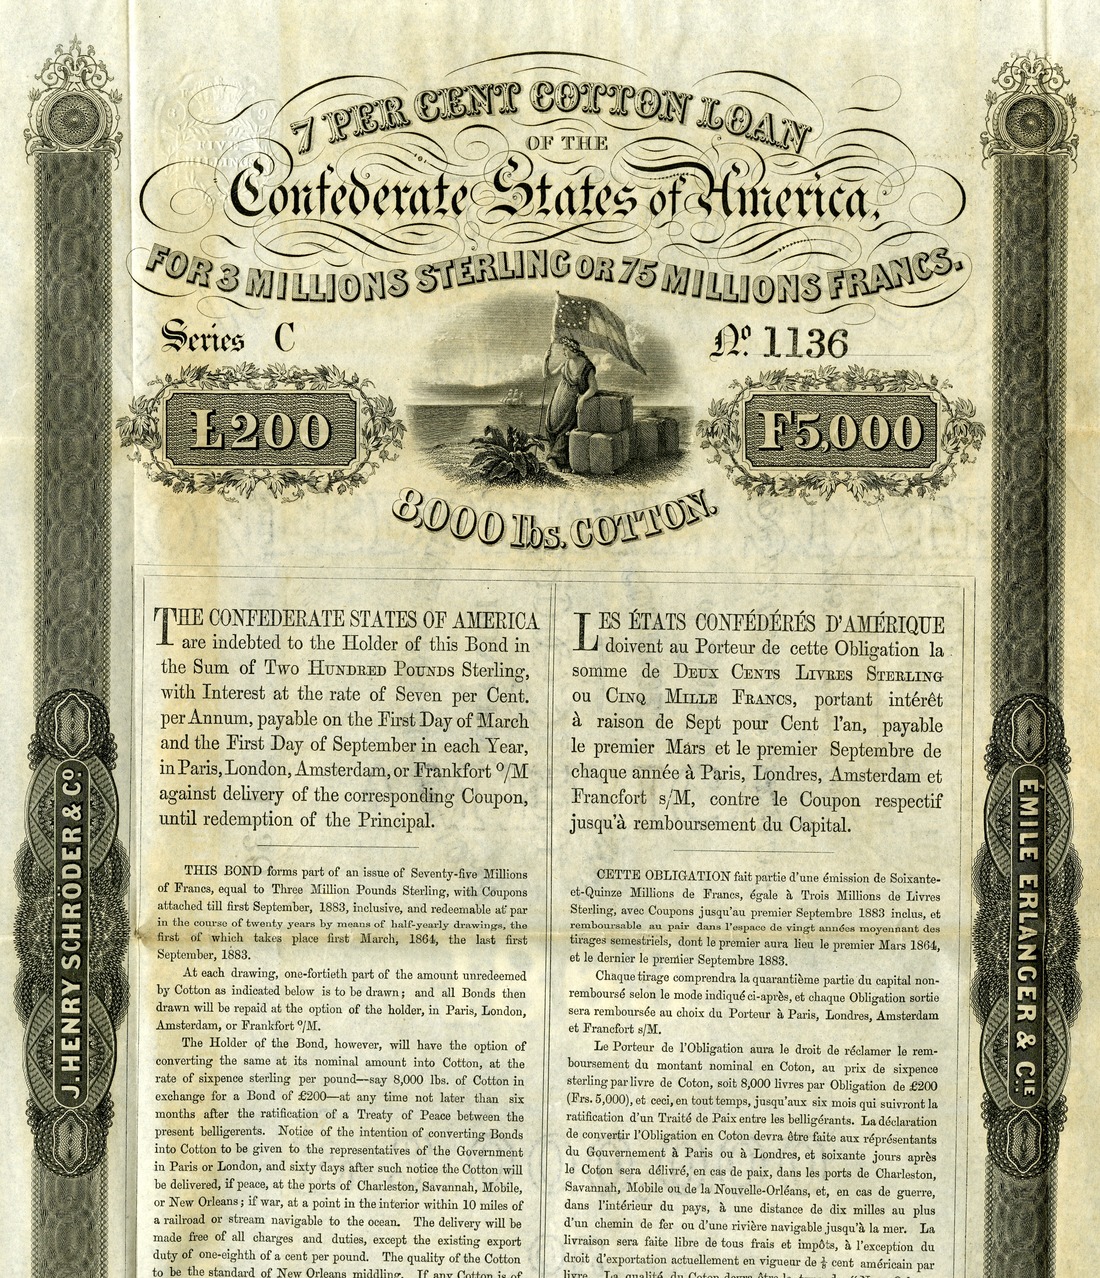 7 PER CENT COTTON LOAN
OF THE
Confederate States of America,
FOR 3 MILLIONS STERLING OR 75 MILLIONS FRANCS.
Series C
Nº. 1136
£200
F5,000
8,000 lbs. COTTON.
THE CONFEDERATE STATES OF AMERICA
are indebted to the Holder of this Bond in
the Sum of TWO HUNDRED POUNDS Sterling,
with Interest at the rate of Seven per Cent.
per Annum, payable on the First Day of March
and the First Day of September in each Year,
in Paris, London, Amsterdam, or Frankfort º/M
against delivery of the corresponding Coupon,
until redemption of the Principal.
THIS BOND forms part of an issue of Seventy-five Millions
of Francs, equal to Three Million Pounds Sterling, with Coupons
attached till first September, 1883, inclusive, and redeemable at par
in the course of twenty years by means of half-yearly drawings, the
first of which takes place first March, 1864, the last first
September, 1883.
At each drawing, one-fortieth part of the amount unredeemed
by Cotton as indicated below is to be drawn; and all Bonds then
drawn will be repaid at the option of the holder, in Paris, London,
Amsterdam, or Frankfort º/M.
The Holder of the Bond, however, will have the option of
converting the same at its nominal amount into Cotton, at the
rate of sixpence sterling per pound—say 8,000 lbs. of Cotton in
exchange for a Bond of £200—at any time not later than six
months after the ratification of a Treaty of Peace between the
present belligerents. Notice of the intention of converting Bonds
into Cotton to be given to the representatives of the Government
in Paris or London, and sixty days after such notice the Cotton will
be delivered, if peace, at the ports of Charleston, Savannah, Mobile,
or New Orleans; if war, at a point in the interior within 10 miles of
a railroad or stream navigable to the ocean. The delivery will be
made free of all charges and duties, except the existing export
duty of one-eighth of a cent per pound. The quality of the Cotton
to be the standard of New Orleans middling. If any Cotton is of
LES ÉTATS CONFÉDÉRÉS D'AMÉRIQUE
doivent au Porteur de cette Obligation la
somme de DEUX CENTS LIVRES STERLING
ou CINQ MILLE FRANCS, portant intérêt
à raison de Sept pour Cent l'an, payable
le premier Mars et le premier Septembre de
chaque année à Paris, Londres, Amsterdam et
Francfort s/M, contre le Coupon respectif
jusqu'à remboursement du Capital.
CETTE OBLIGATION fait partie d'une émission de Soixante-
et-Quinze Millions de Francs, égale à Trois Millions de Livres
Sterling, avec Coupons jusqu'au premier Septembre 1883 inclus, et
remboursable au pair dans l'espace de vingt années moyennant des
tirages semestriels, dont le premier aura lieu le premier Mars 1864,
et le dernier le premier Septembre 1883.
Chaque tirage comprendra la quarantième partie du capital non-
remboursé selon le mode indiqué ci-après, et chaque Obligation sortie
sera remboursée au choix du Porteur à Paris, Londres, Amsterdam
et Francfort s/M.
Le Porteur de l'Obligation aura le droit de réclamer le rem-
boursement du montant nominal en Coton, au prix de sixpence
sterling par livre de Coton, soit 8,000 livres par Obligation de £200
(Frs. 5,000), et ceci, en tout temps, jusqu'aux six mois qui suivront la
ratification d'un Traité de Paix entre les belligérants. La déclaration
de convertir l'Obligation en Coton devra être faite aux réprésentants
du Gouvernement à Paris ou à Londres, et soixante jours après
le Coton sera délivré, en cas de paix, dans les ports de Charleston,
Savannah, Mobile ou de la Nouvelle-Orléans, et, en cas de guerre,
dans l'intérieur du pays, à une distance de dix milles au plus
d'un chemin de fer ou d'une rivière navigable jusqu'à la mer. La
livraison sera faite libre de tous frais et impôts, à l'exception du
droit d'exportation actuellement en vigueur de ⅛ cent américain par
J. HENRY SCHRÖDER & Cº.
ÉMILE ERLANGER & CIE
FIVE
SHILLINGS